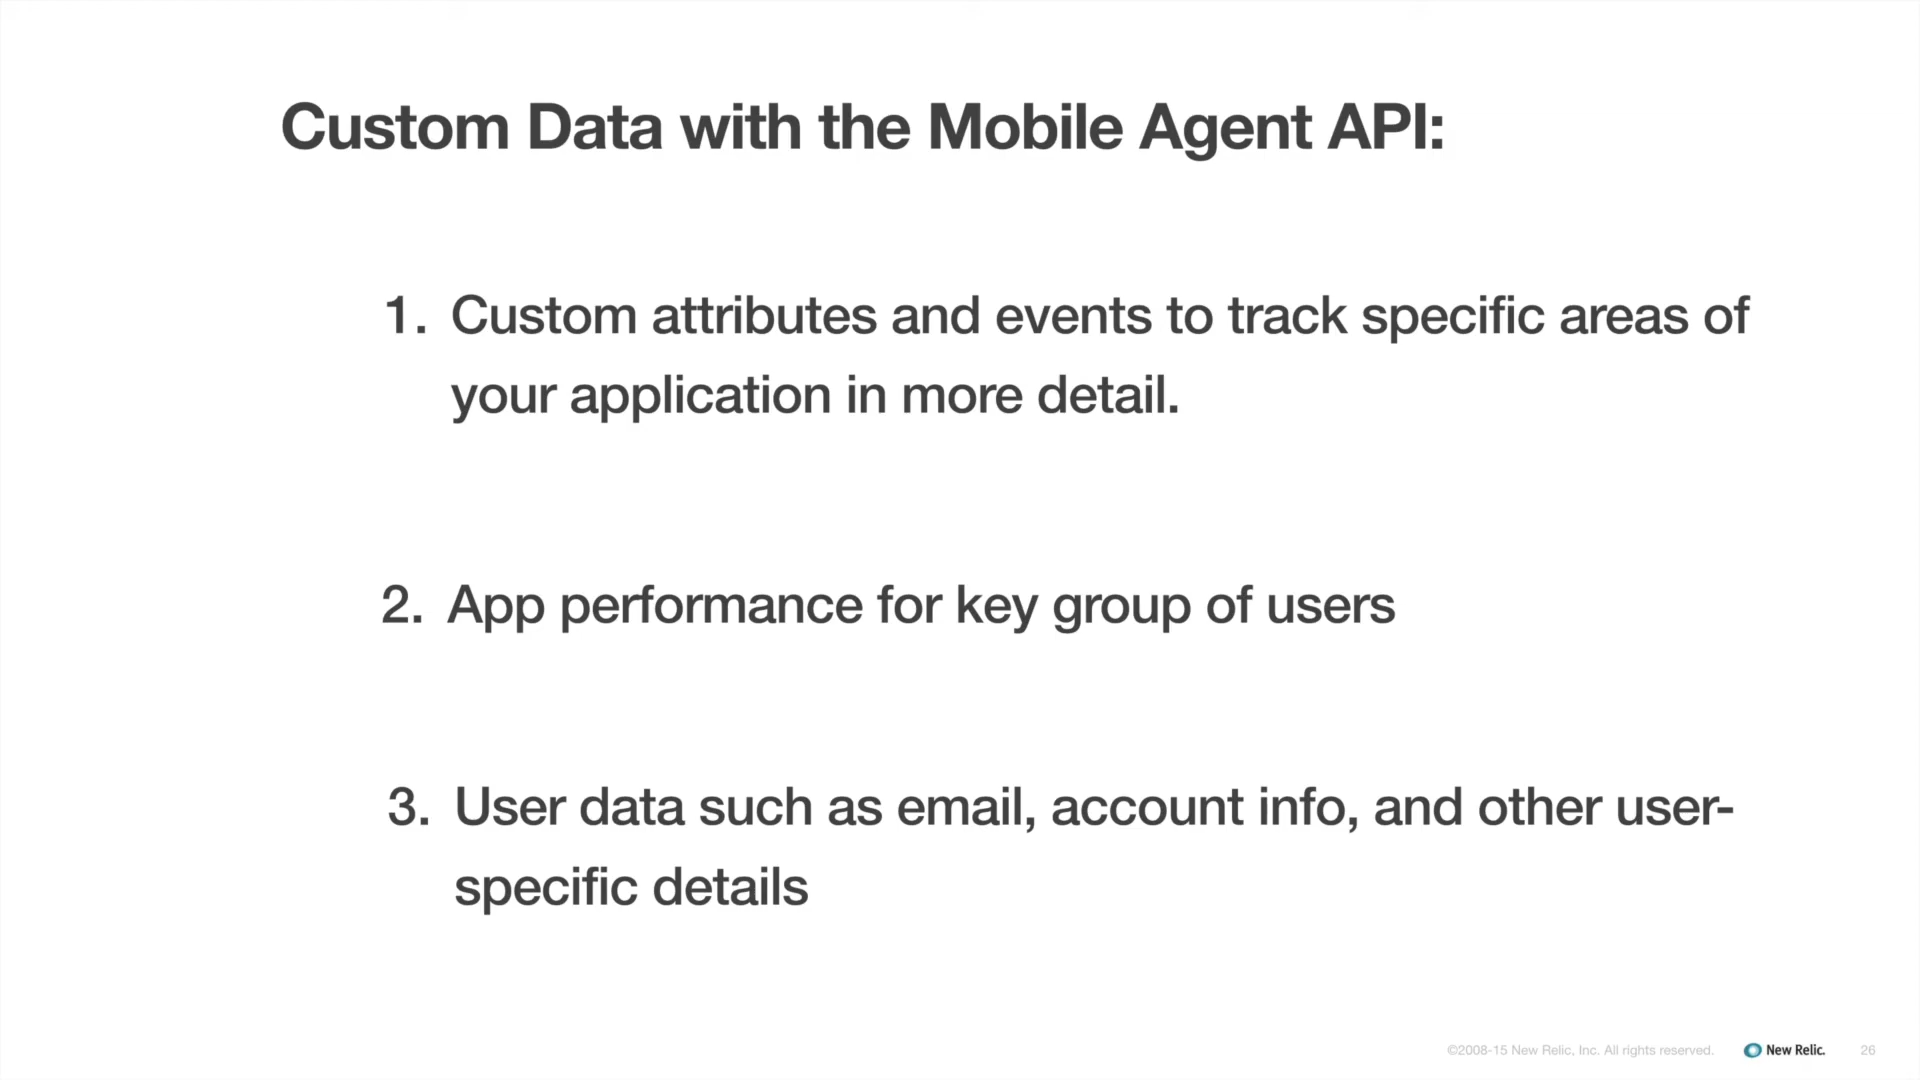 Custom Data with the Mobile Agent API:
1. Custom attributes and events to track specific areas of
your application in more detail.
2. App performance for key group of users
3. User data such as email, account info, and other user-
specific details
©2008-15 New Relic, Inc. All rights reserved. New Relic. 26